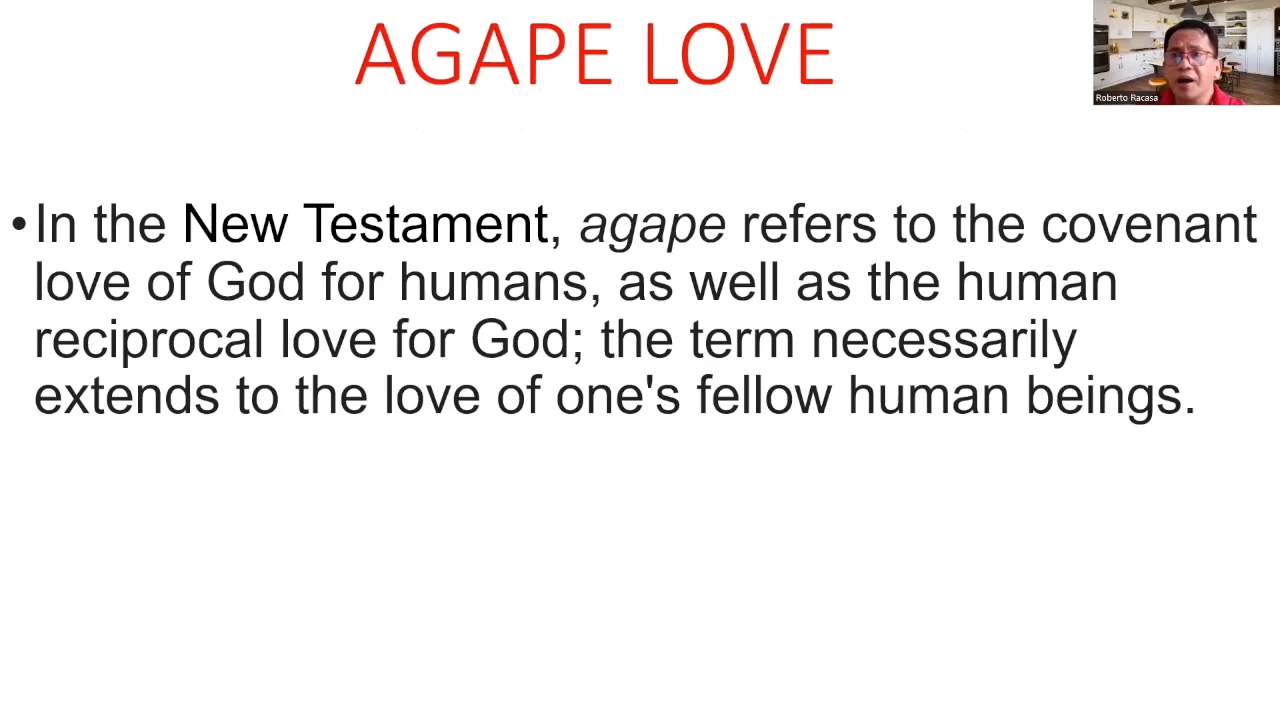 AGAPE LOVE
Roberto Racasa
•In the New Testament, agape refers to the covenant
love of God for humans, as well as the human
reciprocal love for God; the term necessarily
extends to the love of one's fellow human beings.